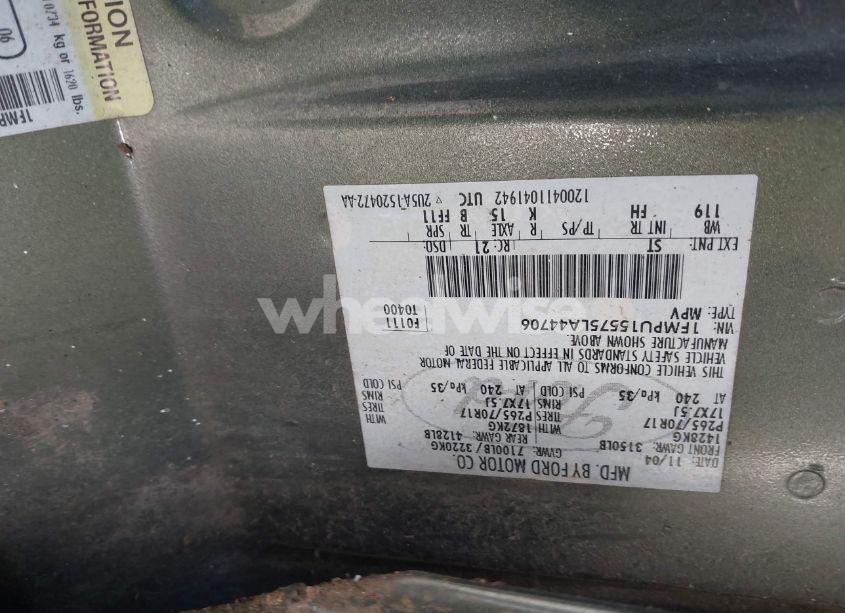 MFD. BY FORD MOTOR CO.
DATE: 11/04 GVWR: 7100LB/3220KG
FRONT GAWR: 3150LB REAR GAWR: 4128LB
1428KG WITH 1872KG WITH
P265/70R17 TIRES P265/70R17 TIRES
17X7.5J RIMS 17X7.5J RIMS
AT 240 kPa/35 PSI COLD AT 240 kPa/35 PSI COLD
THIS VEHICLE CONFORMS TO ALL APPLICABLE FEDERAL MOTOR
VEHICLE SAFETY STANDARDS IN EFFECT ON THE DATE OF
MANUFACTURE SHOWN ABOVE.
VIN: 1FMPU15575LA44706 F0111
TYPE: MPV T0400
EXT PNT: ST RC: 21 DSO:
WB INT TR TP/PS R AXLE TR SPR
119 FH K 15 B FF11
1200411041942 UTC ▽ 2U5A-1520472-AA
TION
FORMATION
kg or 1620 lbs.
06
1FMP
wheelwise